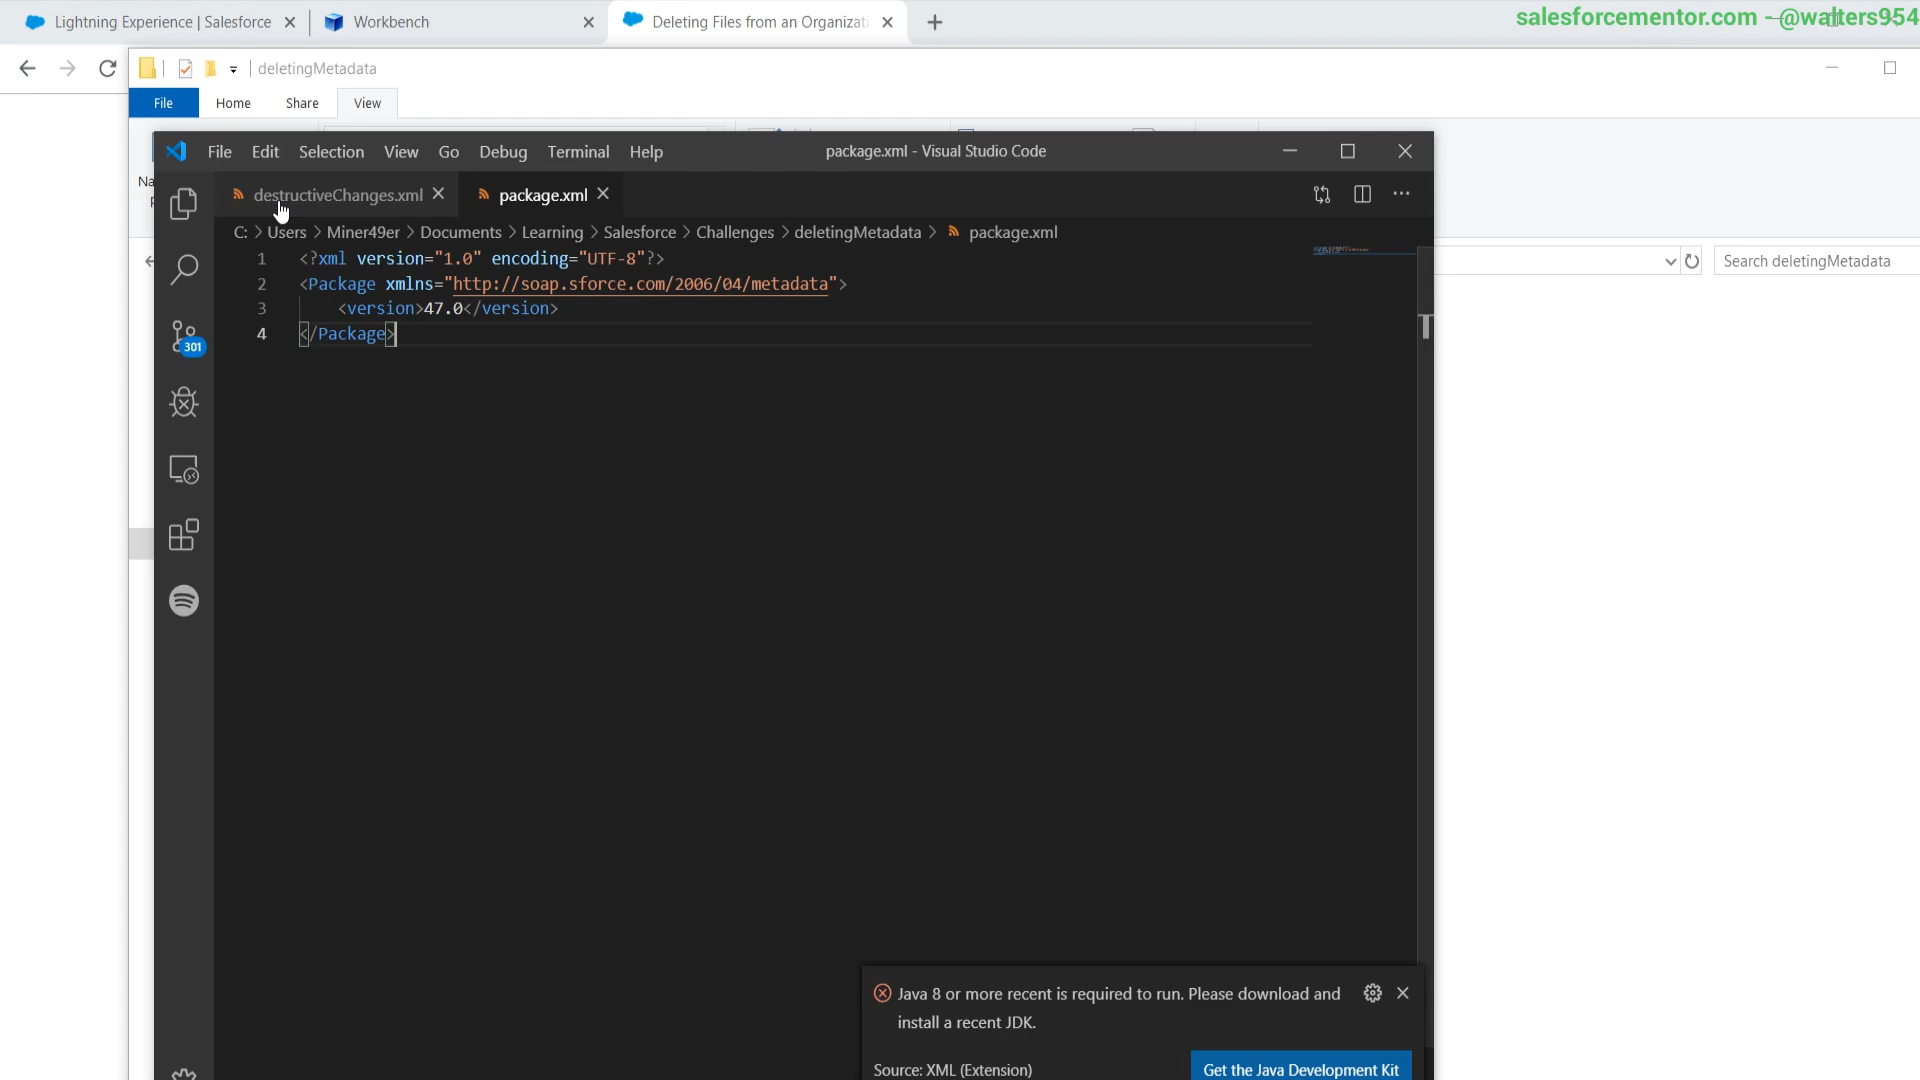 Lightning Experience | Salesforce
Workbench
Deleting Files from an Organizati
salesforcementor.com - @walters954
deletingMetadata
File
Home
Share
View
Na
File Edit Selection View Go Debug Terminal Help
package.xml - Visual Studio Code
destructiveChanges.xml
package.xml
C: > Users > Miner49er > Documents > Learning > Salesforce > Challenges > deletingMetadata > package.xml
Search deletingMetadata
1 <?xml version="1.0" encoding="UTF-8"?>
2 <Package xmlns="http://soap.sforce.com/2006/04/metadata">
3 <version>47.0</version>
4 </Package>
301
Java 8 or more recent is required to run. Please download and
install a recent JDK.
Source: XML (Extension)
Get the Java Development Kit